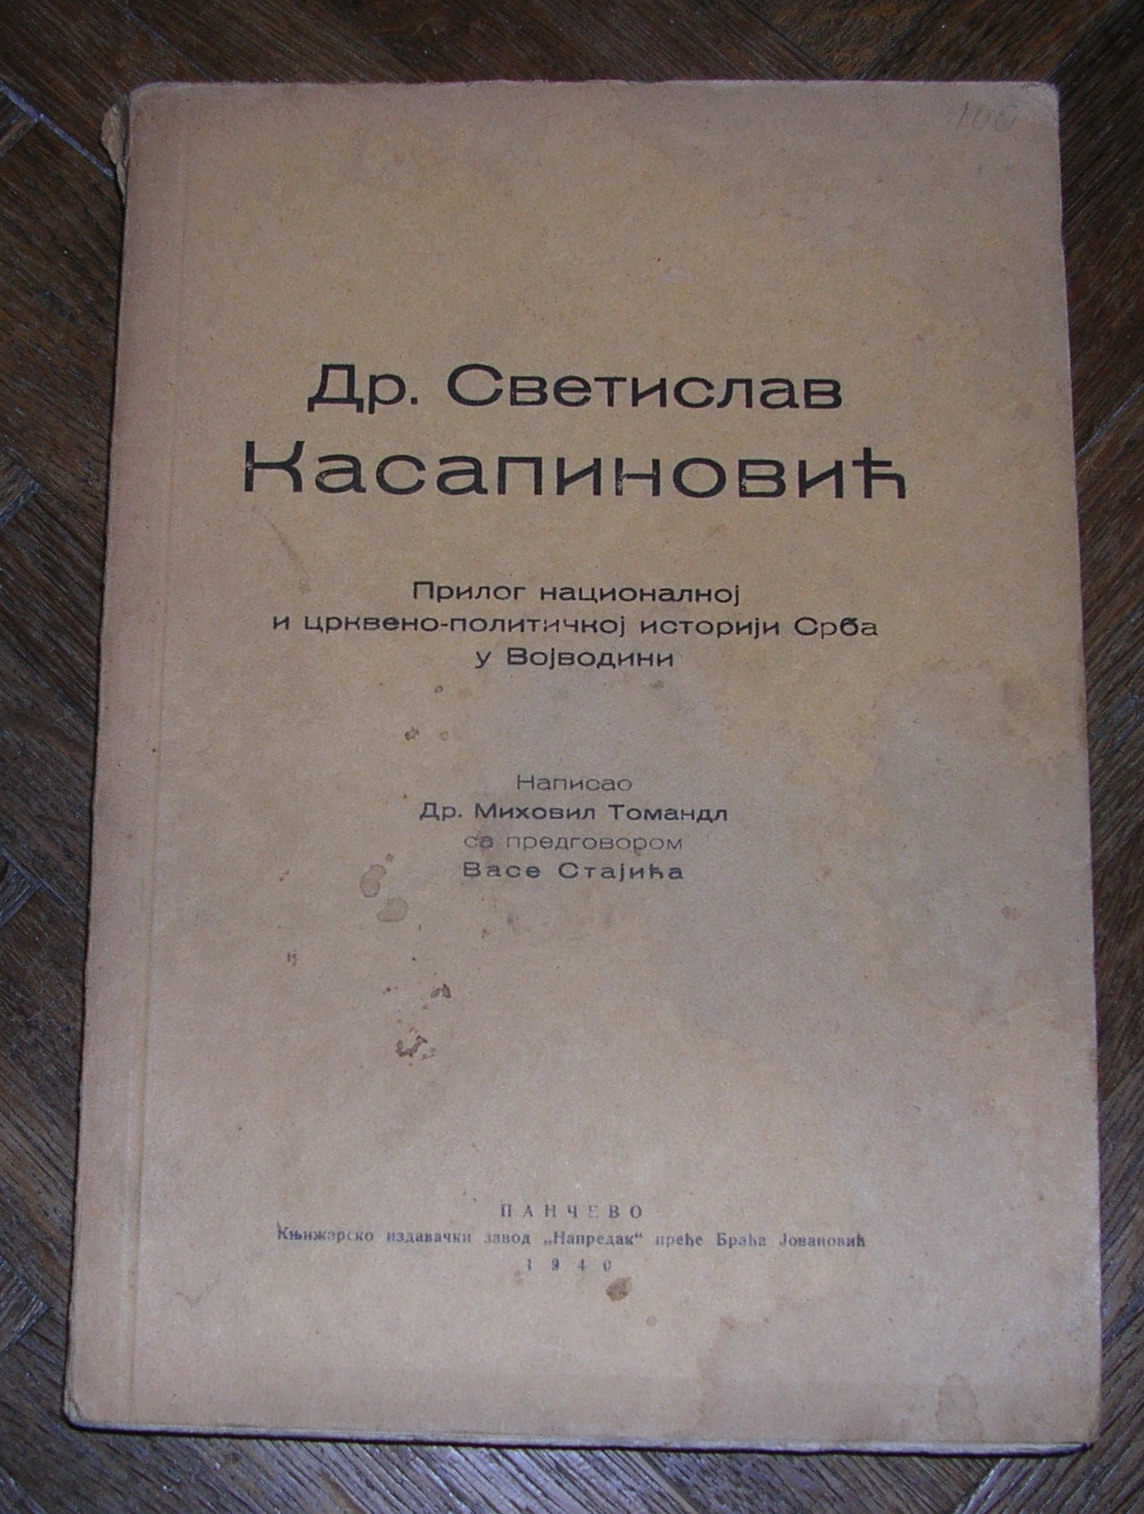 100
Др. Светислав
Касапиновић
Прилог националној
и црквено-политичкој историји Срба
у Војводини
Написао
Др. Миховил Томандл
са предговором
Васе Стајића
ПАНЧЕВО
Књижарско издавачки завод „Напредак“ пређе Браћа Јовановић
1940